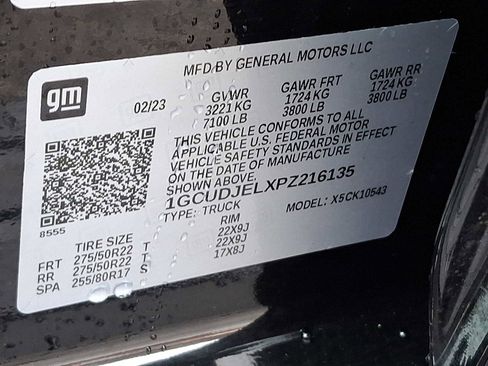 MFD BY GENERAL MOTORS LLC
gm
02/23 GVWR GAWR FRT GAWR RR
3221 KG 1724 KG 1724 KG
7100 LB 3800 LB 3800 LB
THIS VEHICLE CONFORMS TO ALL
APPLICABLE U.S. FEDERAL MOTOR
VEHICLE SAFETY STANDARDS IN EFFECT
ON THE DATE OF MANUFACTURE
SHOWN ABOVE.
1GCUDJELXPZ216135
TYPE: TRUCK MODEL: X5CK10543
8555
TIRE SIZE RIM
FRT 275/50R22 T 22X9J
RR 275/50R22 T 22X9J
SPA 255/80R17 S 17X8J